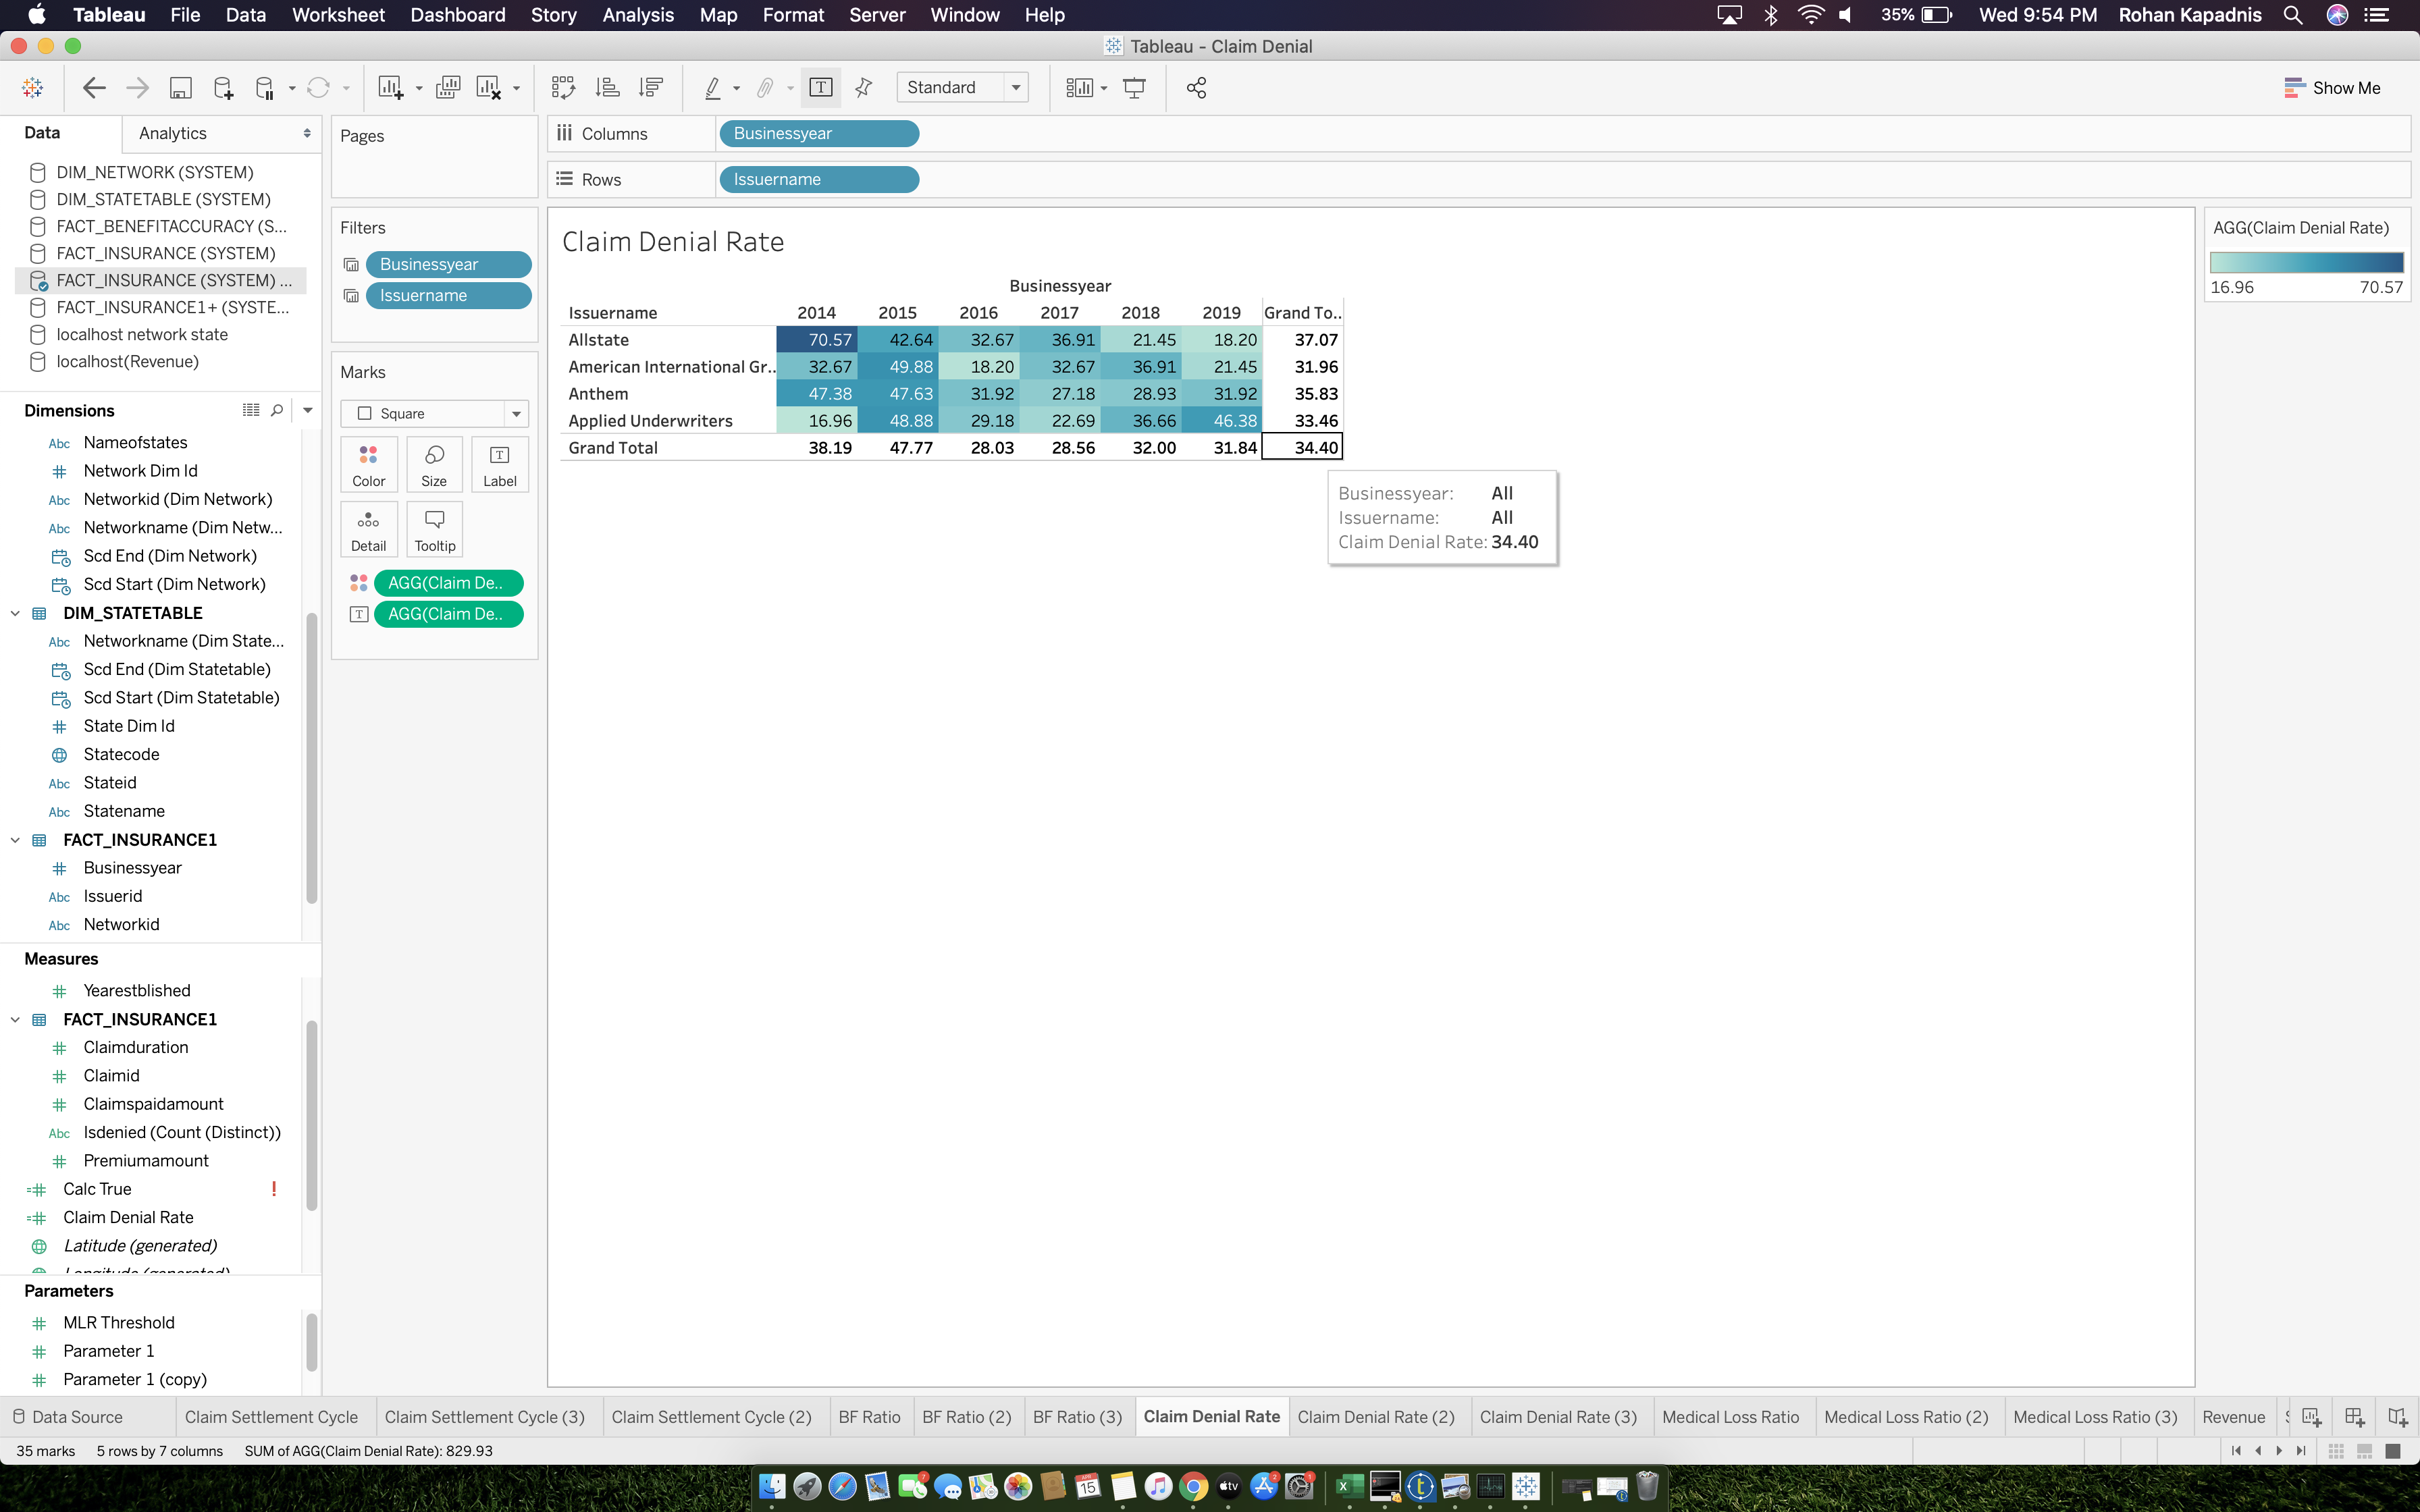 Tableau File Data Worksheet Dashboard Story Analysis Map Format Server Window Help 35% Wed 9:54 PM Rohan Kapadnis
Tableau - Claim Denial
Standard Show Me
Data Analytics
DIM_NETWORK (SYSTEM)
DIM_STATETABLE (SYSTEM)
FACT_BENEFITACCURACY (S...
FACT_INSURANCE (SYSTEM)
FACT_INSURANCE (SYSTEM) ...
FACT_INSURANCE1+ (SYSTE...
localhost network state
localhost(Revenue)
Dimensions
Abc Nameofstates
Network Dim Id
Abc Networkid (Dim Network)
Abc Networkname (Dim Netw...
Scd End (Dim Network)
Scd Start (Dim Network)
DIM_STATETABLE
Abc Networkname (Dim State...
Scd End (Dim Statetable)
Scd Start (Dim Statetable)
State Dim Id
Statecode
Abc Stateid
Abc Statename
FACT_INSURANCE1
Businessyear
Abc Issuerid
Abc Networkid
Measures
Yearestblished
FACT_INSURANCE1
Claimduration
Claimid
Claimspaidamount
Abc Isdenied (Count (Distinct))
Premiumamount
Calc True !
Claim Denial Rate
Latitude (generated)
Longitude (generated)
Parameters
MLR Threshold
Parameter 1
Parameter 1 (copy)
Pages
Filters
Businessyear
Issuername
Marks
Square
Color Size Label
Detail Tooltip
AGG(Claim De..
AGG(Claim De..
Columns Businessyear
Rows Issuername
Claim Denial Rate
Businessyear
Issuername 2014 2015 2016 2017 2018 2019 Grand To..
Allstate 70.57 42.64 32.67 36.91 21.45 18.20 37.07
American International Gr.. 32.67 49.88 18.20 32.67 36.91 21.45 31.96
Anthem 47.38 47.63 31.92 27.18 28.93 31.92 35.83
Applied Underwriters 16.96 48.88 29.18 22.69 36.66 46.38 33.46
Grand Total 38.19 47.77 28.03 28.56 32.00 31.84 34.40
Businessyear: All
Issuername: All
Claim Denial Rate: 34.40
AGG(Claim Denial Rate)
16.96 70.57
Data Source Claim Settlement Cycle Claim Settlement Cycle (3) Claim Settlement Cycle (2) BF Ratio BF Ratio (2) BF Ratio (3) Claim Denial Rate Claim Denial Rate (2) Claim Denial Rate (3) Medical Loss Ratio Medical Loss Ratio (2) Medical Loss Ratio (3) Revenue
35 marks 5 rows by 7 columns SUM of AGG(Claim Denial Rate): 829.93